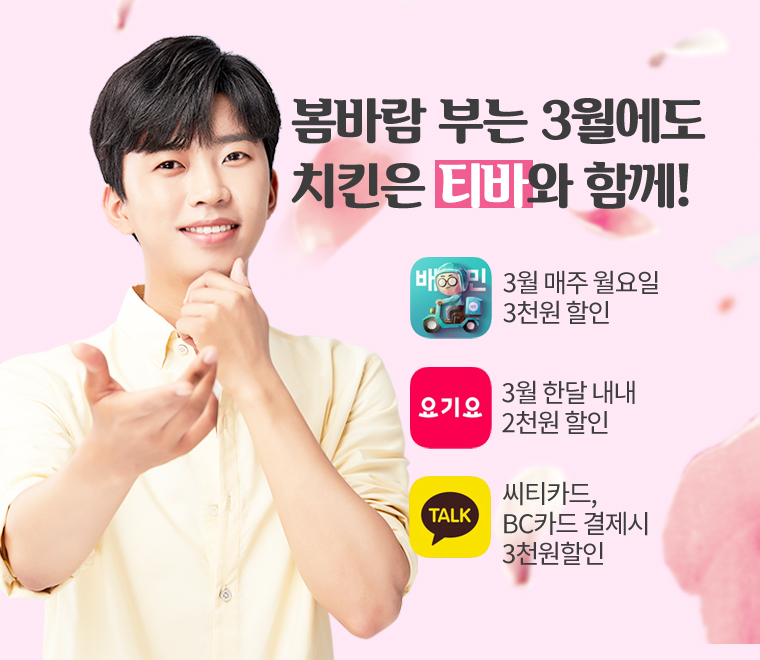 봄바람 부는 3월에도
치킨은 티바와 함께!
배 민
3월 매주 월요일
3천원 할인
요기요
3월 한달 내내
2천원 할인
TALK
씨티카드,
BC카드 결제시
3천원할인